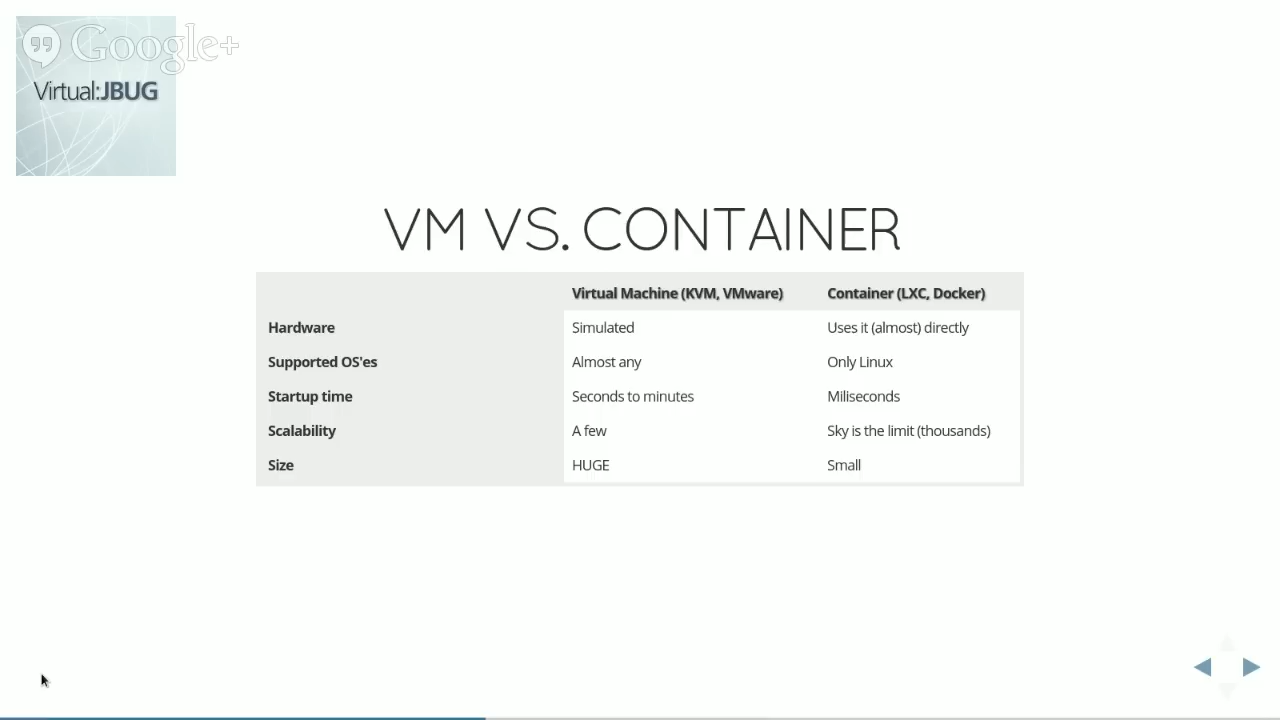 Google+
Virtual:JBUG
VM VS. CONTAINER
Virtual Machine (KVM, VMware) Container (LXC, Docker)
Hardware Simulated Uses it (almost) directly
Supported OS'es Almost any Only Linux
Startup time Seconds to minutes Miliseconds
Scalability A few Sky is the limit (thousands)
Size HUGE Small